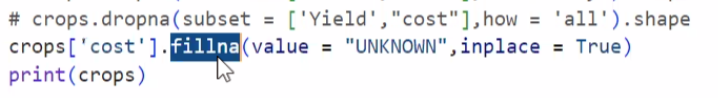 # crops.dropna(subset = ['Yield',"cost"],how = 'all').shape
crops['cost'].fillna(value = "UNKNOWN",inplace = True)
print(crops)